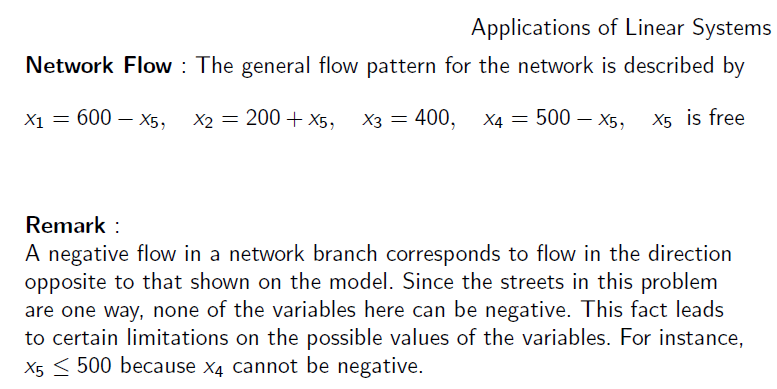 Applications of Linear Systems
Network Flow : The general flow pattern for the network is described by
x₁ = 600 − x₅, x₂ = 200 + x₅, x₃ = 400, x₄ = 500 − x₅, x₅ is free
Remark :
A negative flow in a network branch corresponds to flow in the direction
opposite to that shown on the model. Since the streets in this problem
are one way, none of the variables here can be negative. This fact leads
to certain limitations on the possible values of the variables. For instance,
x₅ ≤ 500 because x₄ cannot be negative.